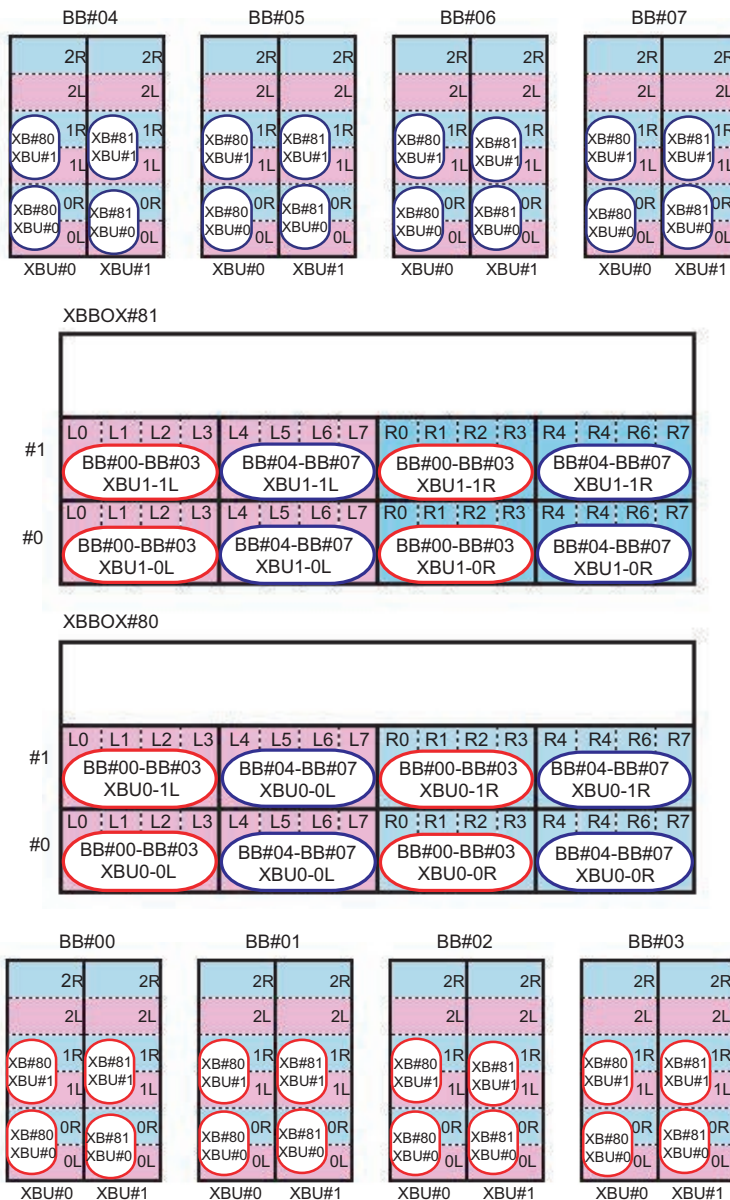 BB#04 BB#05 BB#06 BB#07
2R 2R 2R 2R 2R 2R 2R 2R
2L 2L 2L 2L 2L 2L 2L 2L
XB#80 XBU#1 1R XB#81 XBU#1 1R XB#80 XBU#1 1R XB#81 XBU#1 1R XB#80 XBU#1 1R XB#81 XBU#1 1R XB#80 XBU#1 1R XB#81 XBU#1 1R
1L 1L 1L 1L 1L 1L 1L 1L
XB#80 XBU#0 0R XB#81 XBU#0 0R XB#80 XBU#0 0R XB#81 XBU#0 0R XB#80 XBU#0 0R XB#81 XBU#0 0R XB#80 XBU#0 0R XB#81 XBU#0 0R
0L 0L 0L 0L 0L 0L 0L 0L
XBU#0 XBU#1 XBU#0 XBU#1 XBU#0 XBU#1 XBU#0 XBU#1
XBBOX#81
#1
L0 L1 L2 L3 L4 L5 L6 L7 R0 R1 R2 R3 R4 R4 R6 R7
BB#00-BB#03 BB#04-BB#07 BB#00-BB#03 BB#04-BB#07
XBU1-1L XBU1-1L XBU1-1R XBU1-1R
#0
L0 L1 L2 L3 L4 L5 L6 L7 R0 R1 R2 R3 R4 R4 R6 R7
BB#00-BB#03 BB#04-BB#07 BB#00-BB#03 BB#04-BB#07
XBU1-0L XBU1-0L XBU1-0R XBU1-0R
XBBOX#80
#1
L0 L1 L2 L3 L4 L5 L6 L7 R0 R1 R2 R3 R4 R4 R6 R7
BB#00-BB#03 BB#04-BB#07 BB#00-BB#03 BB#04-BB#07
XBU0-1L XBU0-0L XBU0-1R XBU0-1R
#0
L0 L1 L2 L3 L4 L5 L6 L7 R0 R1 R2 R3 R4 R4 R6 R7
BB#00-BB#03 BB#04-BB#07 BB#00-BB#03 BB#04-BB#07
XBU0-0L XBU0-0L XBU0-0R XBU0-0R
BB#00 BB#01 BB#02 BB#03
2R 2R 2R 2R 2R 2R 2R 2R
2L 2L 2L 2L 2L 2L 2L 2L
XB#80 XBU#1 1R XB#81 XBU#1 1R XB#80 XBU#1 1R XB#81 XBU#1 1R XB#80 XBU#1 1R XB#81 XBU#1 1R XB#80 XBU#1 1R XB#81 XBU#1 1R
1L 1L 1L 1L 1L 1L 1L 1L
XB#80 XBU#0 0R XB#81 XBU#0 0R XB#80 XBU#0 0R XB#81 XBU#0 0R XB#80 XBU#0 0R XB#81 XBU#0 0R XB#80 XBU#0 0R XB#81 XBU#0 0R
0L 0L 0L 0L 0L 0L 0L 0L
XBU#0 XBU#1 XBU#0 XBU#1 XBU#0 XBU#1 XBU#0 XBU#1